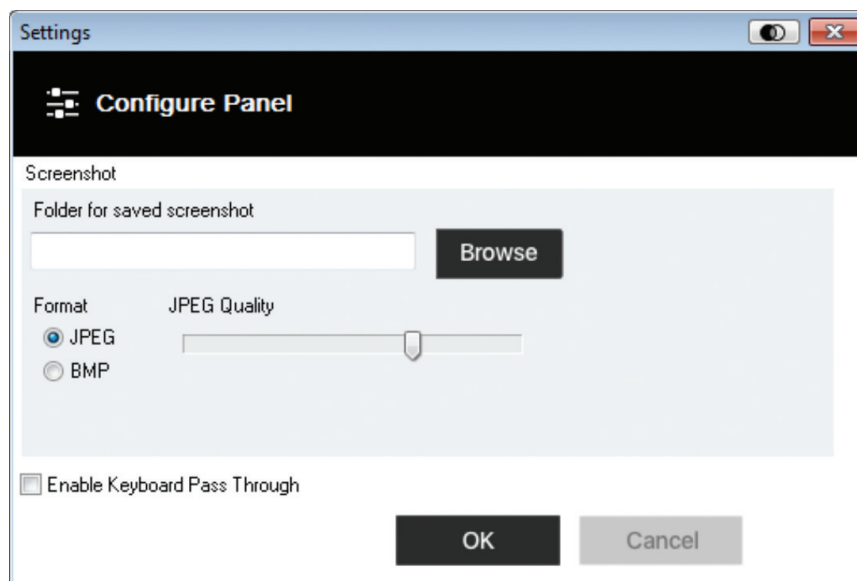 Settings
Configure Panel
Screenshot
Folder for saved screenshot
Browse
Format JPEG Quality
JPEG
BMP
Enable Keyboard Pass Through
OK Cancel